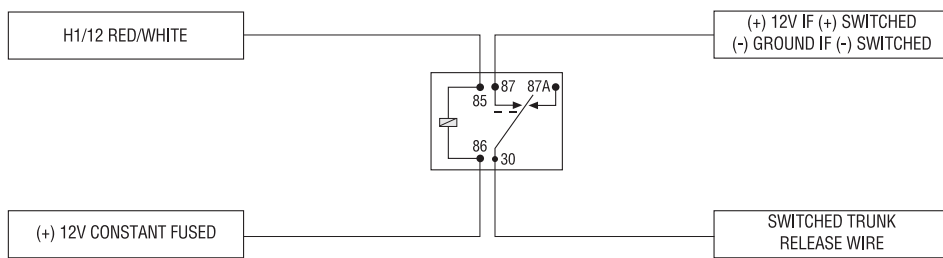 H1/12 RED/WHITE
(+) 12V IF (+) SWITCHED
(-) GROUND IF (-) SWITCHED
87 87A
85
86
30
(+) 12V CONSTANT FUSED
SWITCHED TRUNK
RELEASE WIRE